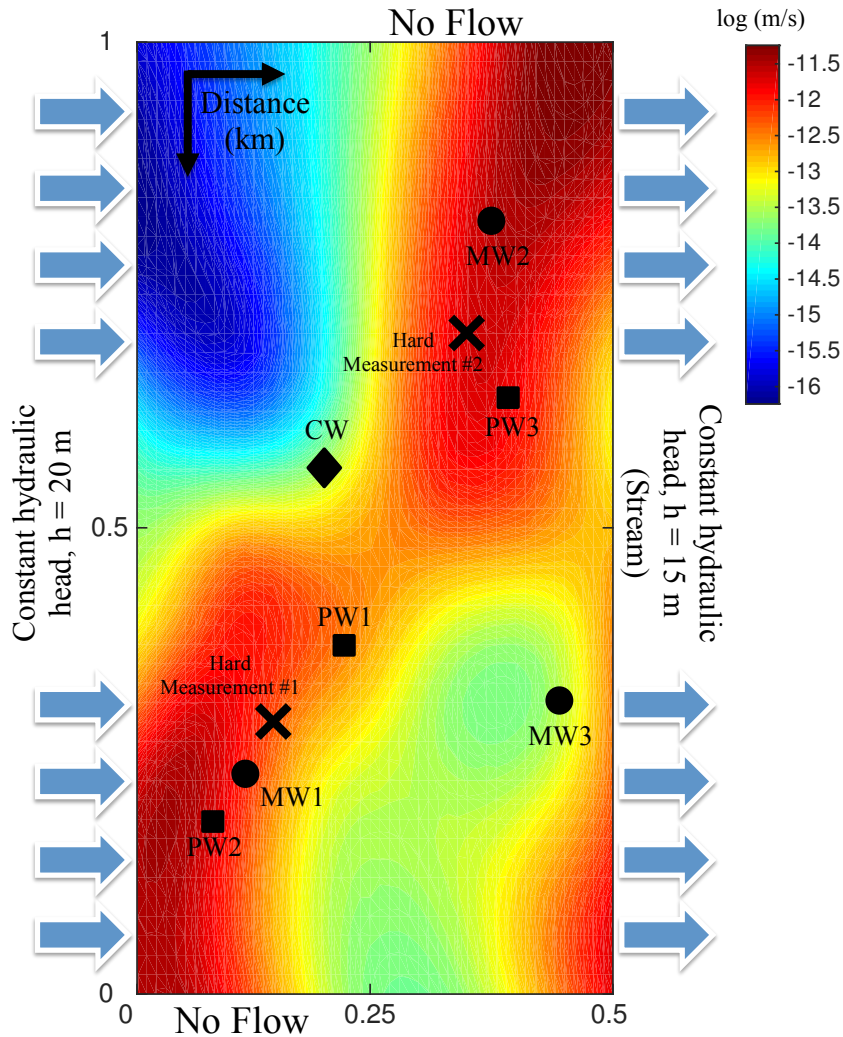 No Flow
log (m/s)
1
Distance
(km)
-11.5
-12
-12.5
-13
-13.5
-14
-14.5
-15
-15.5
-16
MW2
Hard
Measurement #2
PW3
CW
Constant hydraulic
head, h = 20 m
Constant hydraulic
head, h = 15 m
(Stream)
0.5
PW1
Hard
Measurement #1
MW3
MW1
PW2
0
0
0.25
0.5
No Flow